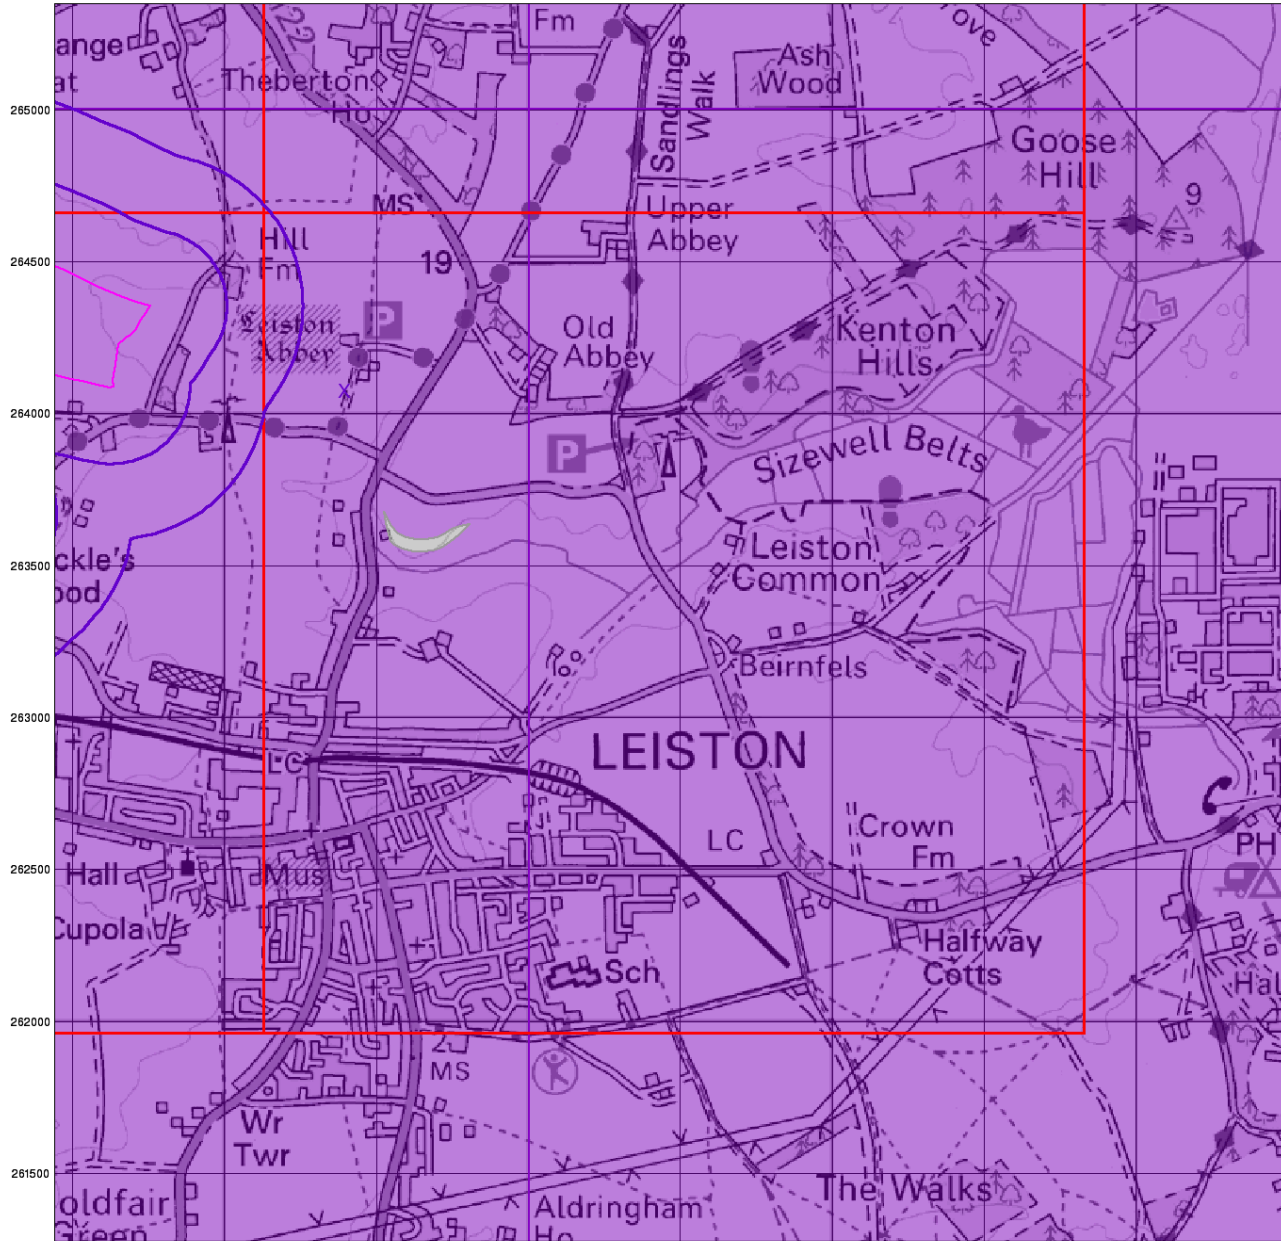 22
Fm
ove
ange
at
Theberton
Ho
Sandlings
Walk
Ash
Wood
265000
Goose
Hill
MS
9
Upper
Abbey
Hill
Fm
19
264500
Leiston
Abbey
P
Old
Abbey
Kenton
Hills
264000
P
Sizewell Belts
ckle's
ood
Leiston
Common
263500
Beirnfels
263000
LC
LEISTON
LC
Crown
Fm
PH
262500
Hall
Mus
Cupola
Halfway
Cotts
Sch
Hal
262000
MS
Wr
Twr
261500
oldfair
Green
The Walks
Aldringham
Ho